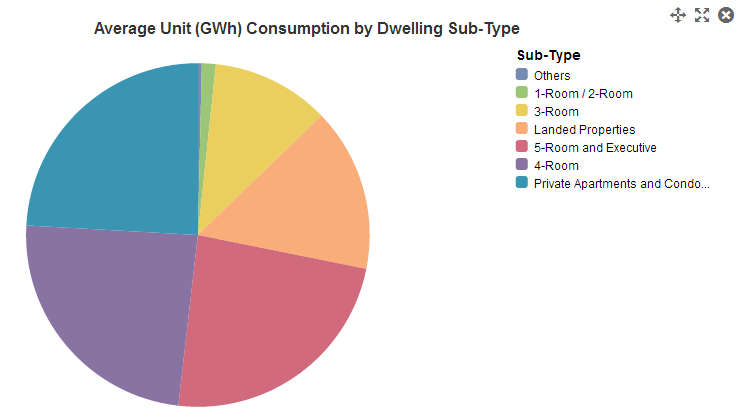 Average Unit (GWh) Consumption by Dwelling Sub-Type
Sub-Type
Others
1-Room / 2-Room
3-Room
Landed Properties
5-Room and Executive
4-Room
Private Apartments and Condo...